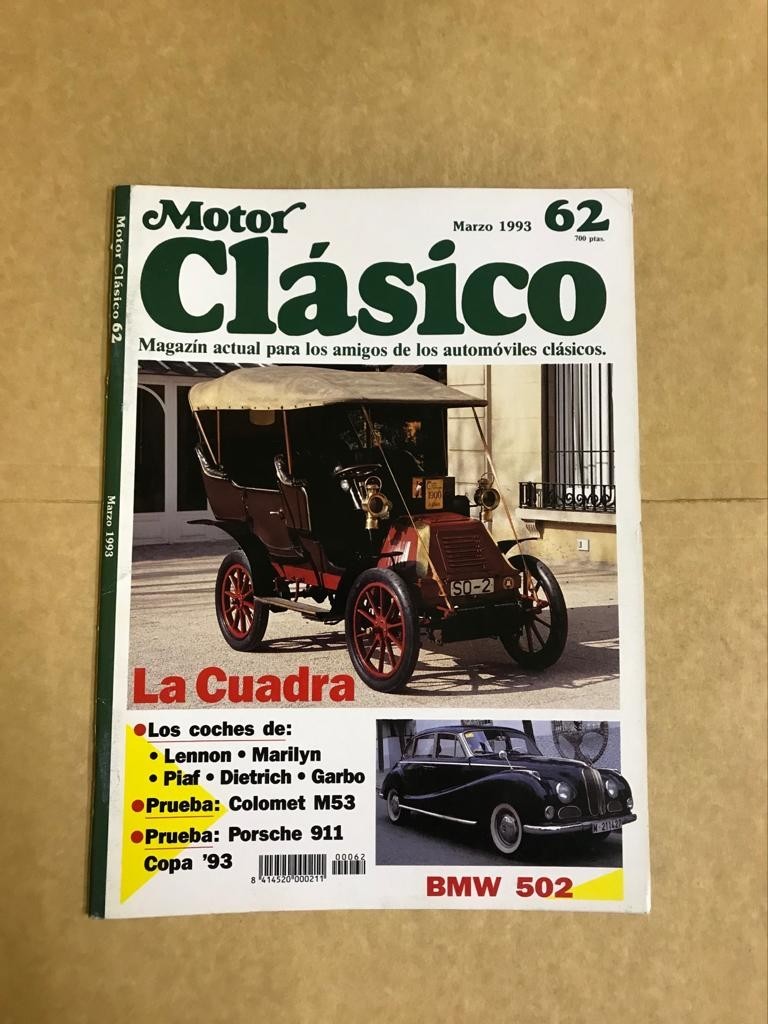 Motor Clásico 62
Marzo 1993
Motor
Marzo 1993 62
700 ptas.
Clásico
Magazín actual para los amigos de los automóviles clásicos.
1900
SO-2
La Cuadra
•Los coches de:
• Lennon • Marilyn
• Piaf • Dietrich • Garbo
•Prueba: Colomet M53
•Prueba: Porsche 911
Copa '93
00062
8 414520 000211
BMW 502